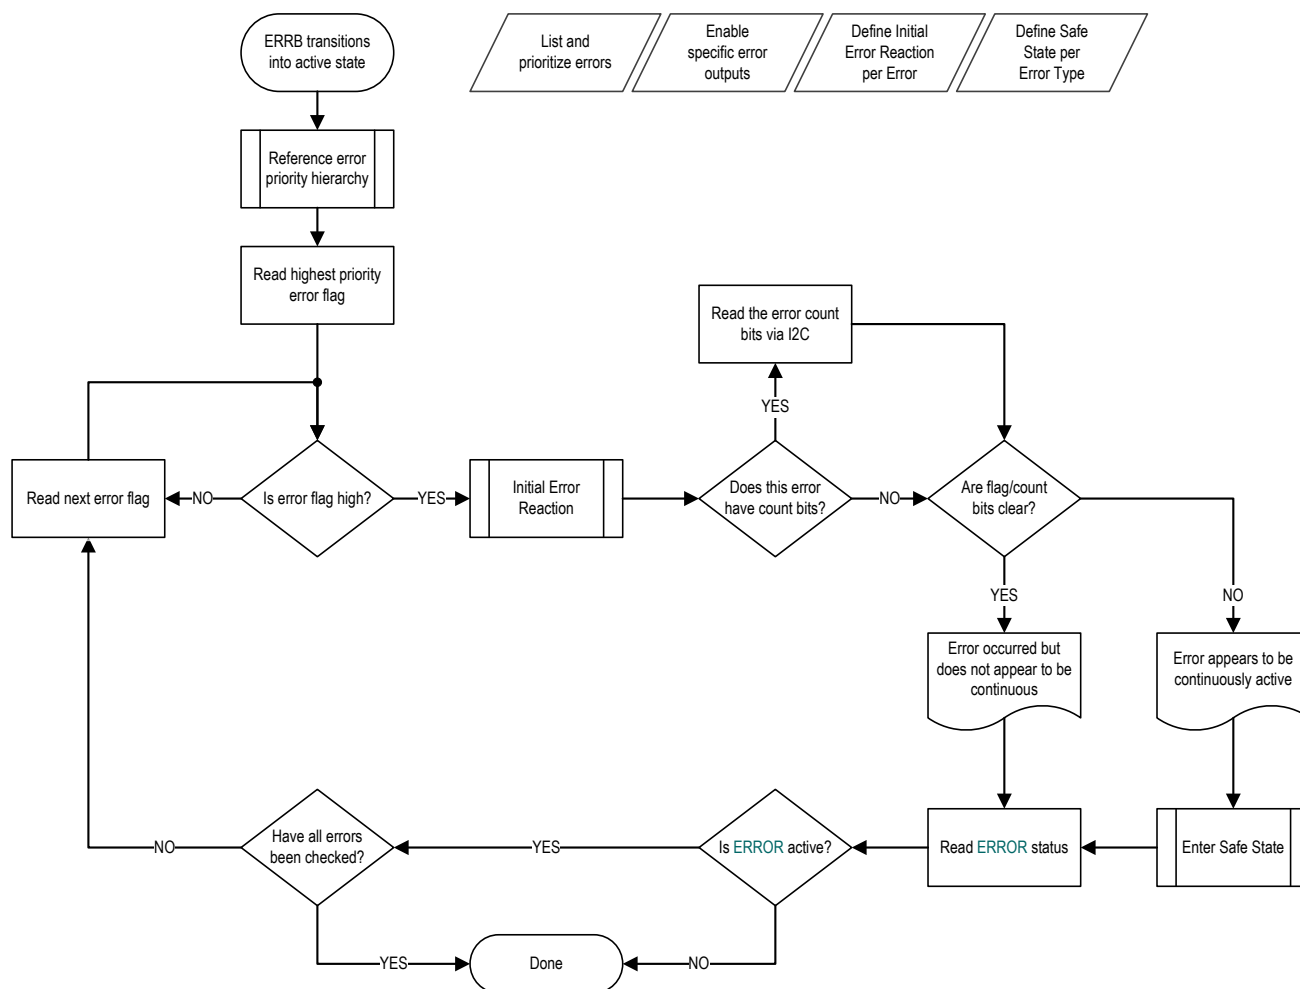 ERRB transitions
into active state
List and
prioritize errors
Enable
specific error
outputs
Define Initial
Error Reaction
per Error
Define Safe
State per
Error Type
Reference error
priority hierarchy
Read highest priority
error flag
Read the error count
bits via I2C
YES
Read next error flag
NO
Is error flag high?
YES
Initial Error
Reaction
Does this error
have count bits?
NO
Are flag/count
bits clear?
YES
NO
Error occurred but
does not appear to be
continuous
Error appears to be
continuously active
NO
Have all errors
been checked?
YES
Is ERROR active?
Read ERROR status
Enter Safe State
YES
Done
NO